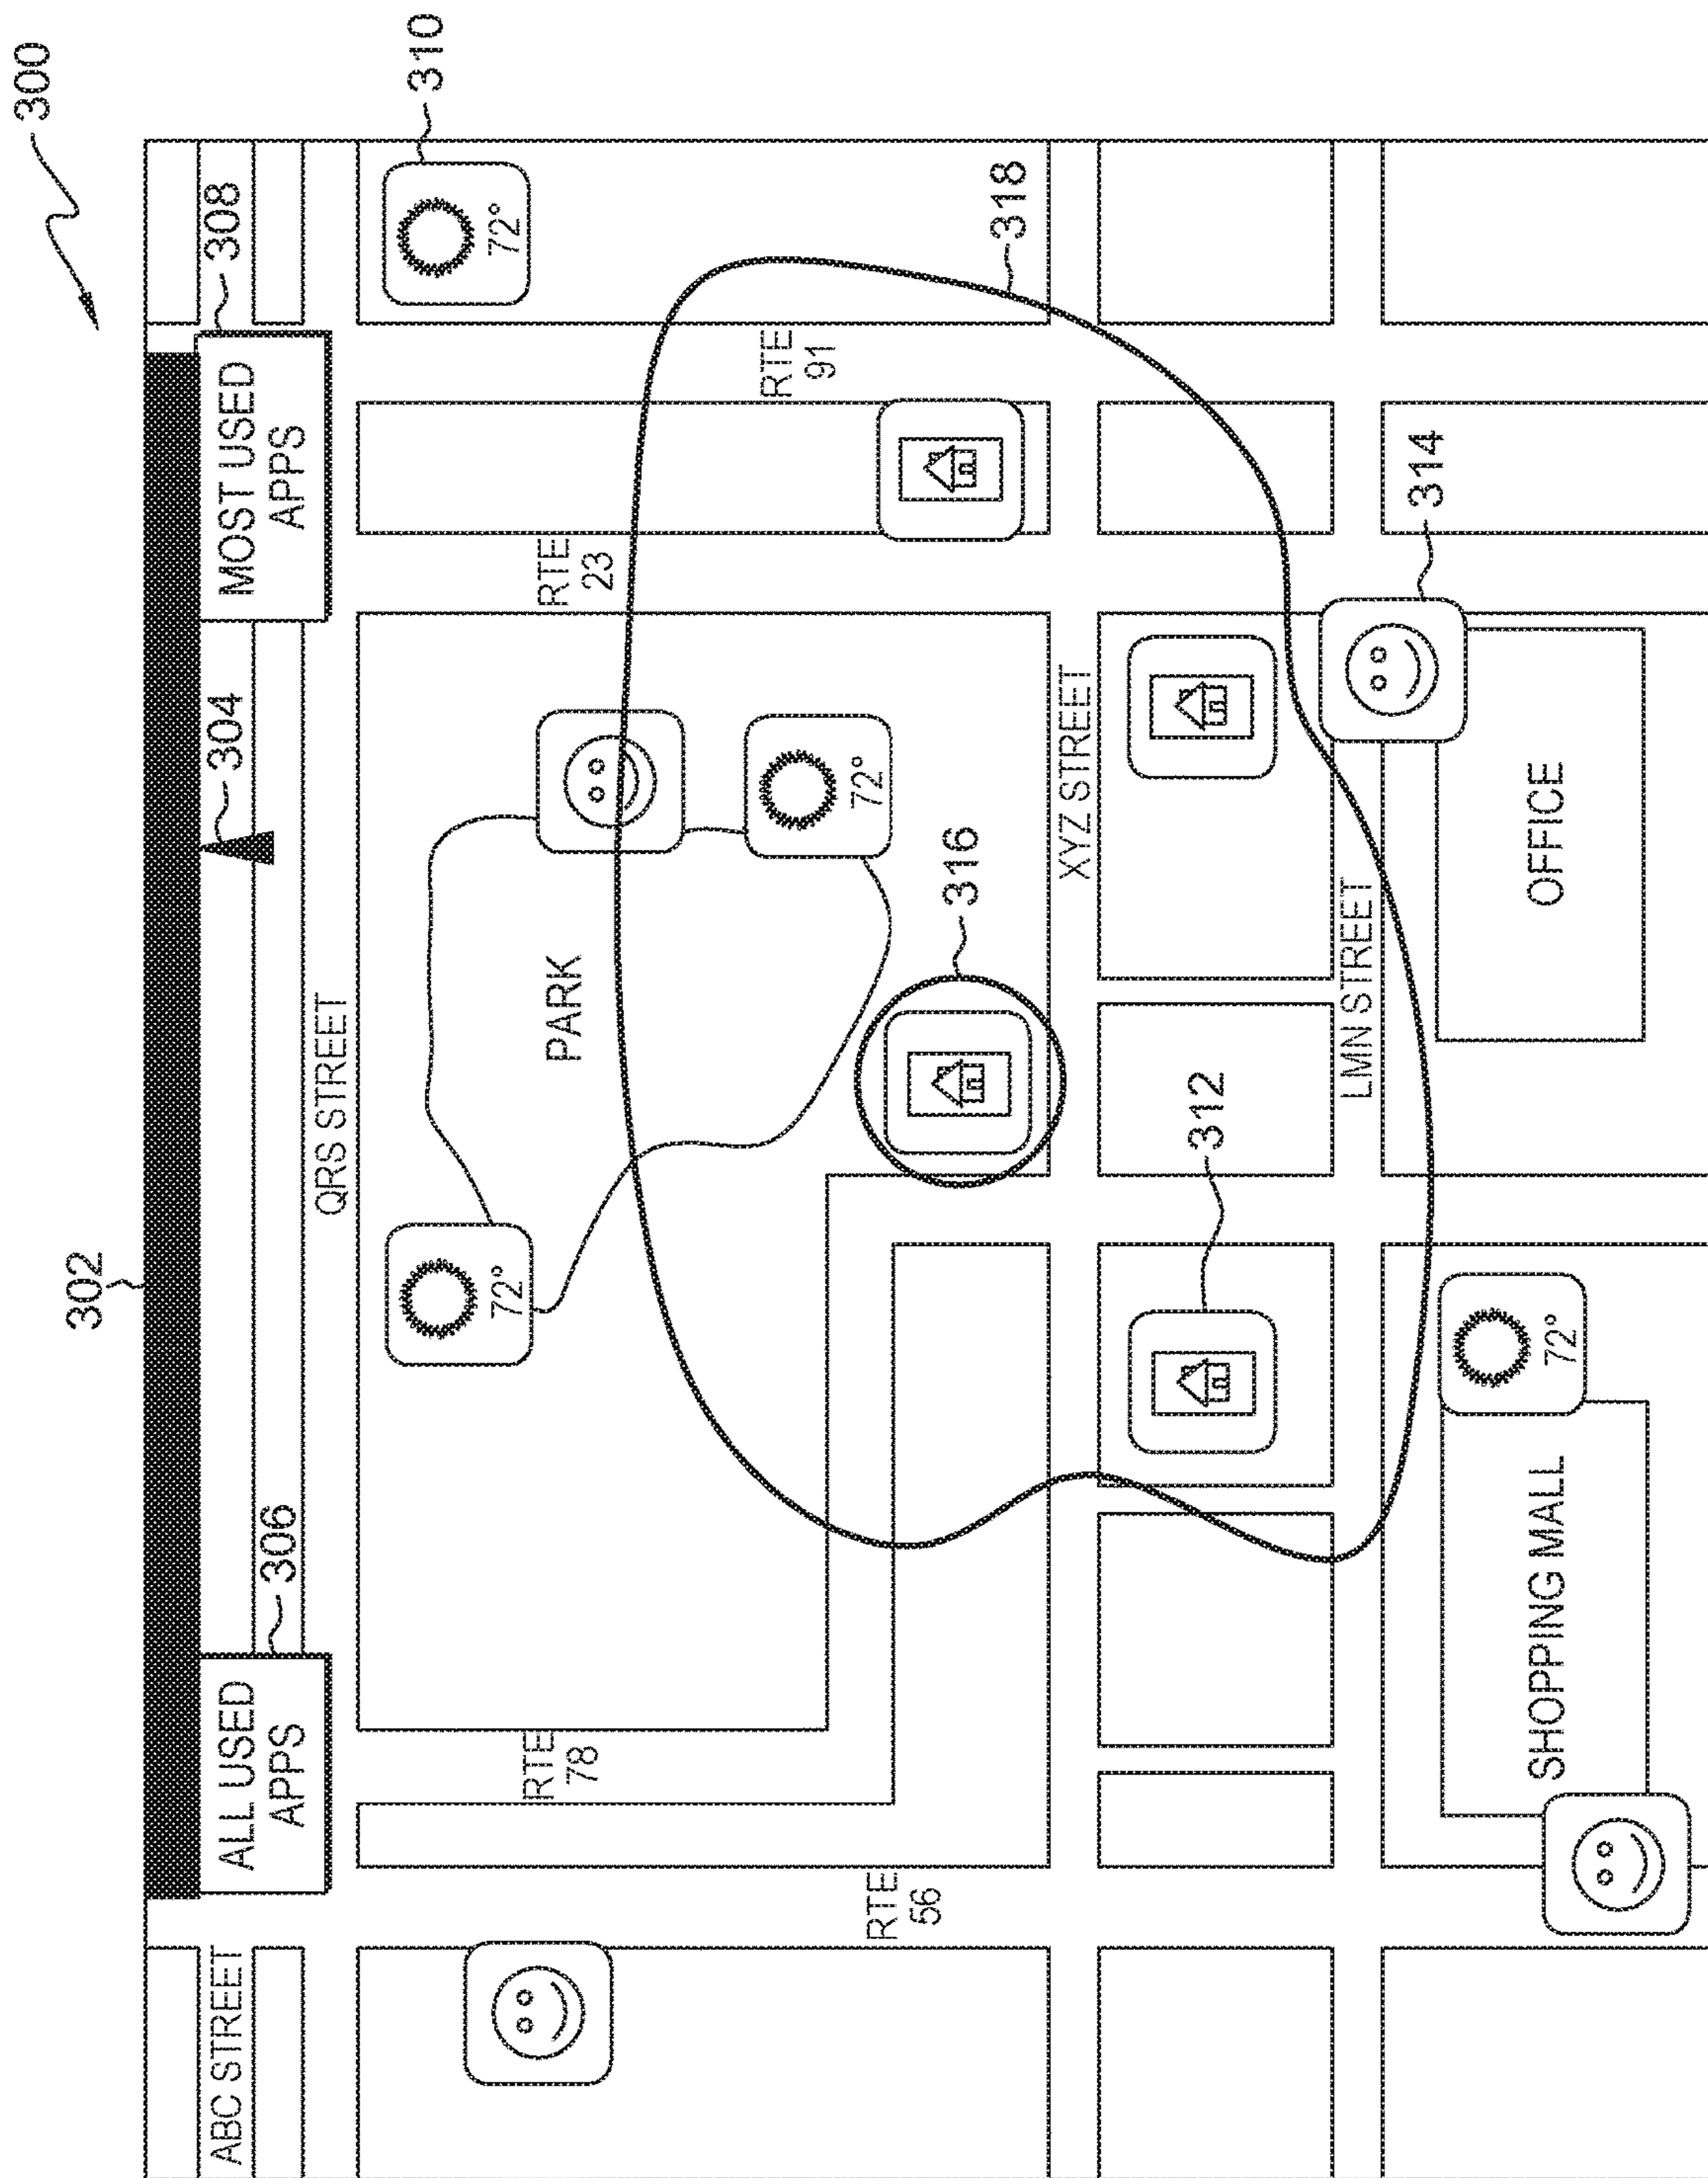 300
302
ABC STREET
ALL USED
APPS
306
304
MOST USED
APPS
308
QRS STREET
310
72°
72°
RTE
78
PARK
RTE
23
RTE
91
72°
RTE
56
316
318
XYZ STREET
312
LMN STREET
314
72°
SHOPPING MALL
OFFICE